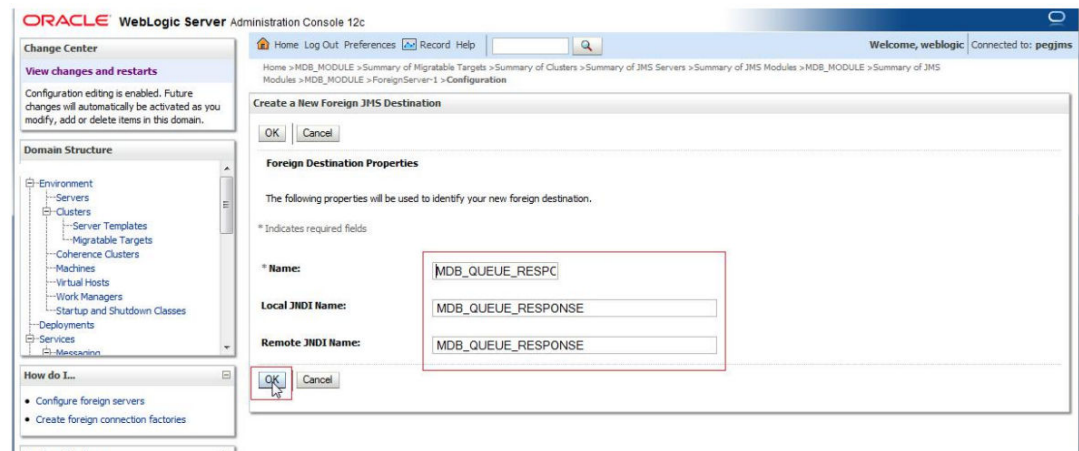 ORACLE WebLogic Server Administration Console 12c
Change Center
View changes and restarts
Configuration editing is enabled. Future
changes will automatically be activated as you
modify, add or delete items in this domain.
Domain Structure
Environment
Servers
Clusters
Server Templates
Migratable Targets
Coherence Clusters
Machines
Virtual Hosts
Work Managers
Startup and Shutdown Classes
Deployments
Services
Messaging
How do I...
Configure foreign servers
Create foreign connection factories
Home Log Out Preferences Record Help
Welcome, weblogic Connected to: pegjms
Home >MDB_MODULE >Summary of Migratable Targets >Summary of Clusters >Summary of JMS Servers >Summary of JMS Modules >MDB_MODULE >Summary of JMS
Modules >MDB_MODULE >ForeignServer-1 >Configuration
Create a New Foreign JMS Destination
OK Cancel
Foreign Destination Properties
The following properties will be used to identify your new foreign destination.
* Indicates required fields
* Name: MDB_QUEUE_RESPC
Local JNDI Name: MDB_QUEUE_RESPONSE
Remote JNDI Name: MDB_QUEUE_RESPONSE
OK Cancel